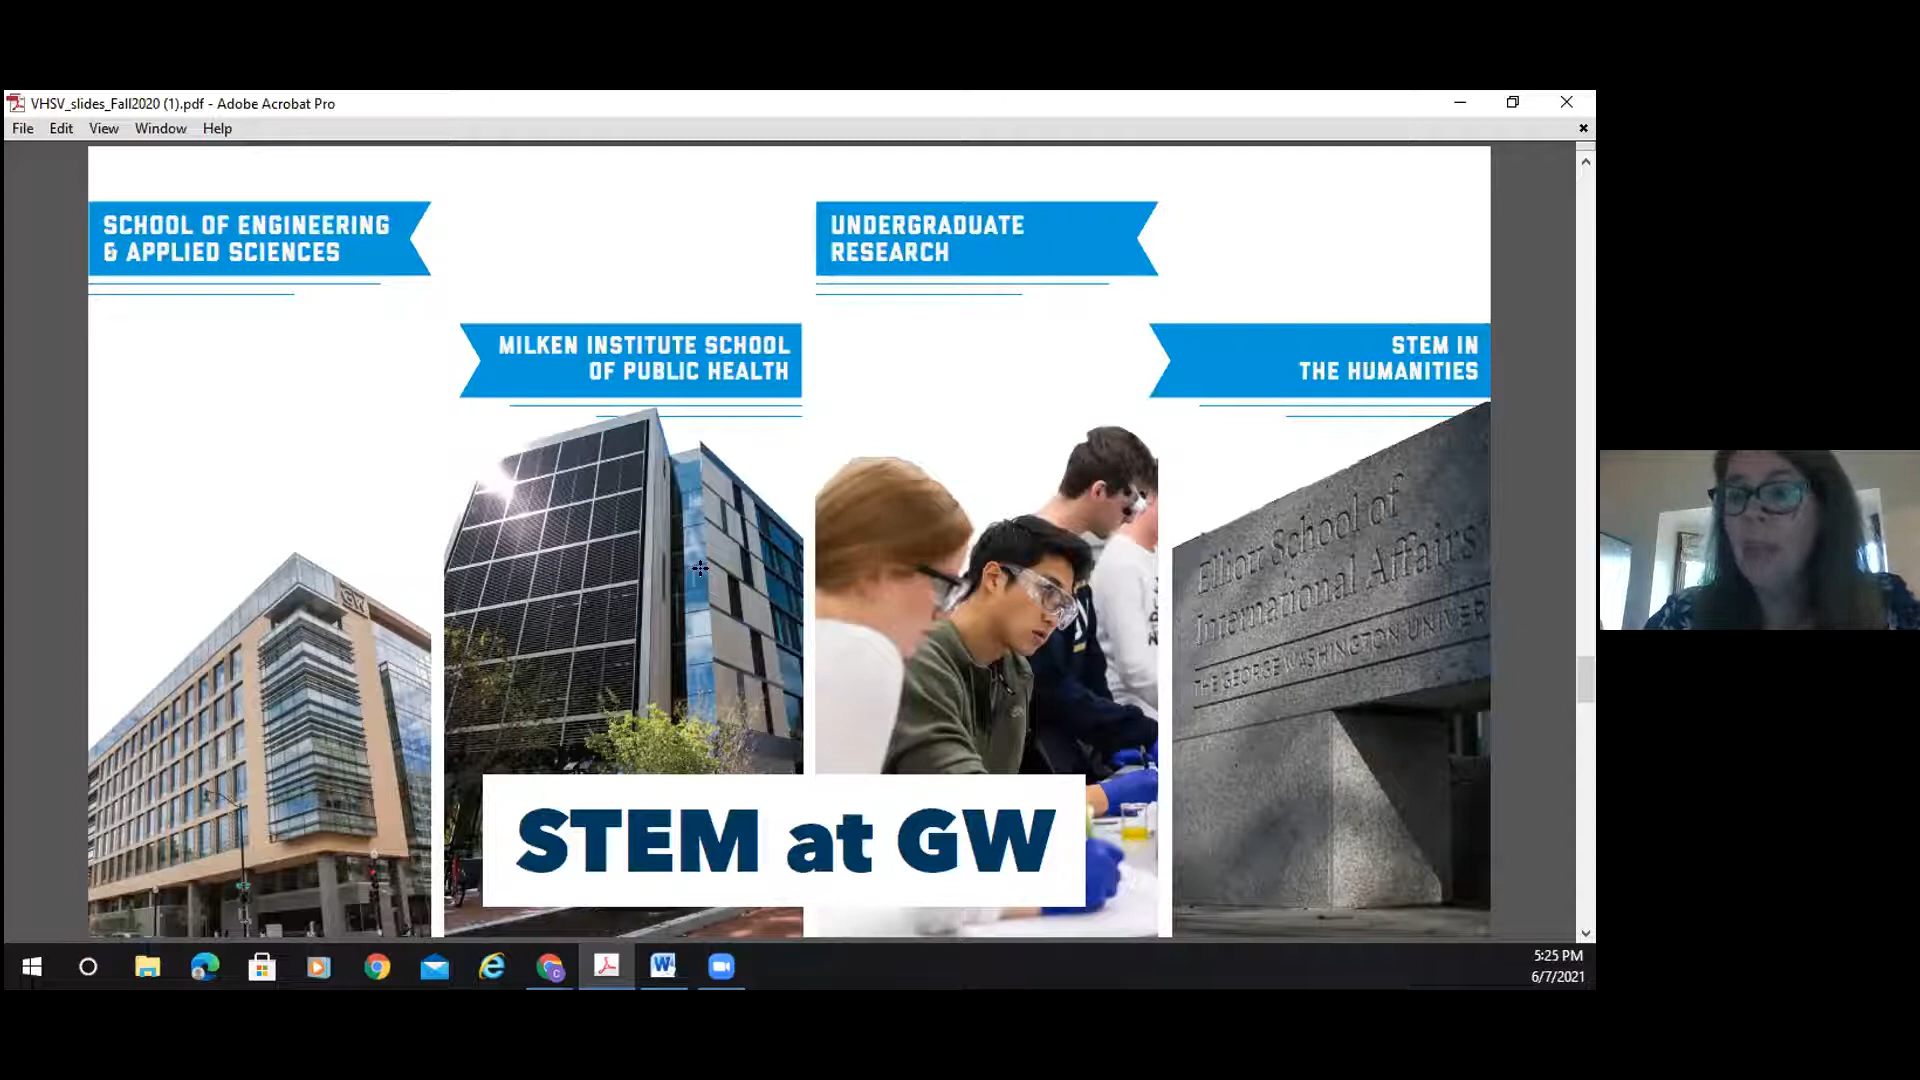 VHSV_slides_Fall2020 (1).pdf - Adobe Acrobat Pro
File Edit View Window Help
SCHOOL OF ENGINEERING
& APPLIED SCIENCES
UNDERGRADUATE
RESEARCH
MILKEN INSTITUTE SCHOOL
OF PUBLIC HEALTH
STEM IN
THE HUMANITIES
GW
Elliott School of
International Affairs
THE GEORGE WASHINGTON UNIVER
STEM at GW
5:25 PM
6/7/2021